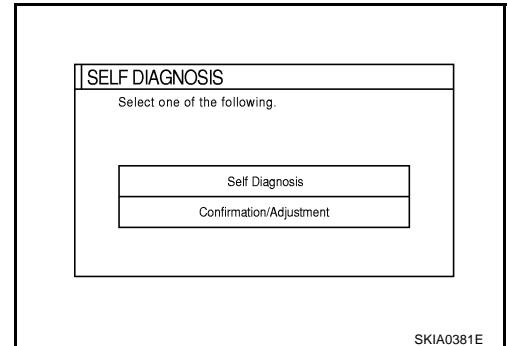 SELF DIAGNOSIS
Select one of the following.
Self Diagnosis
Confirmation/Adjustment
SKIA0381E